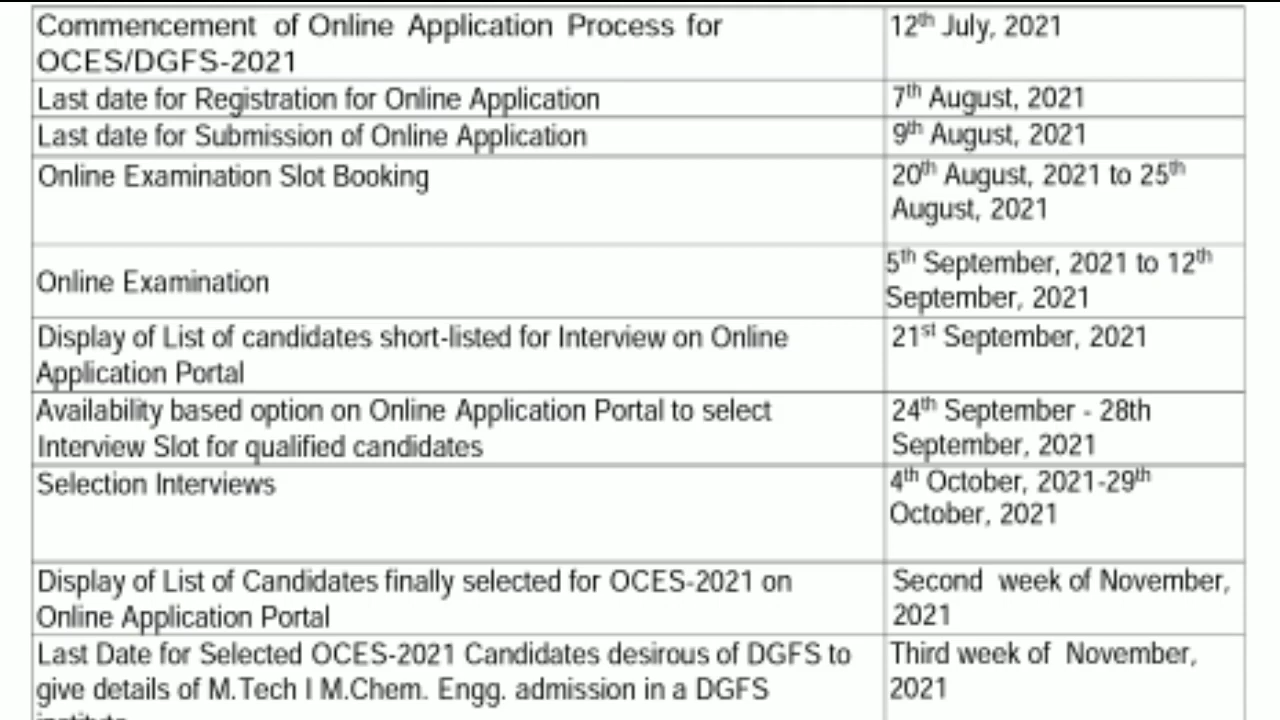 Commencement of Online Application Process for
OCES/DGFS-2021
12th July, 2021
Last date for Registration for Online Application
7th August, 2021
Last date for Submission of Online Application
9th August, 2021
Online Examination Slot Booking
20th August, 2021 to 25th
August, 2021
Online Examination
5th September, 2021 to 12th
September, 2021
Display of List of candidates short-listed for Interview on Online
Application Portal
21st September, 2021
Availability based option on Online Application Portal to select
Interview Slot for qualified candidates
24th September - 28th
September, 2021
Selection Interviews
4th October, 2021-29th
October, 2021
Display of List of Candidates finally selected for OCES-2021 on
Online Application Portal
Second week of November,
2021
Last Date for Selected OCES-2021 Candidates desirous of DGFS to
give details of M.Tech I M.Chem. Engg. admission in a DGFS
Third week of November,
2021